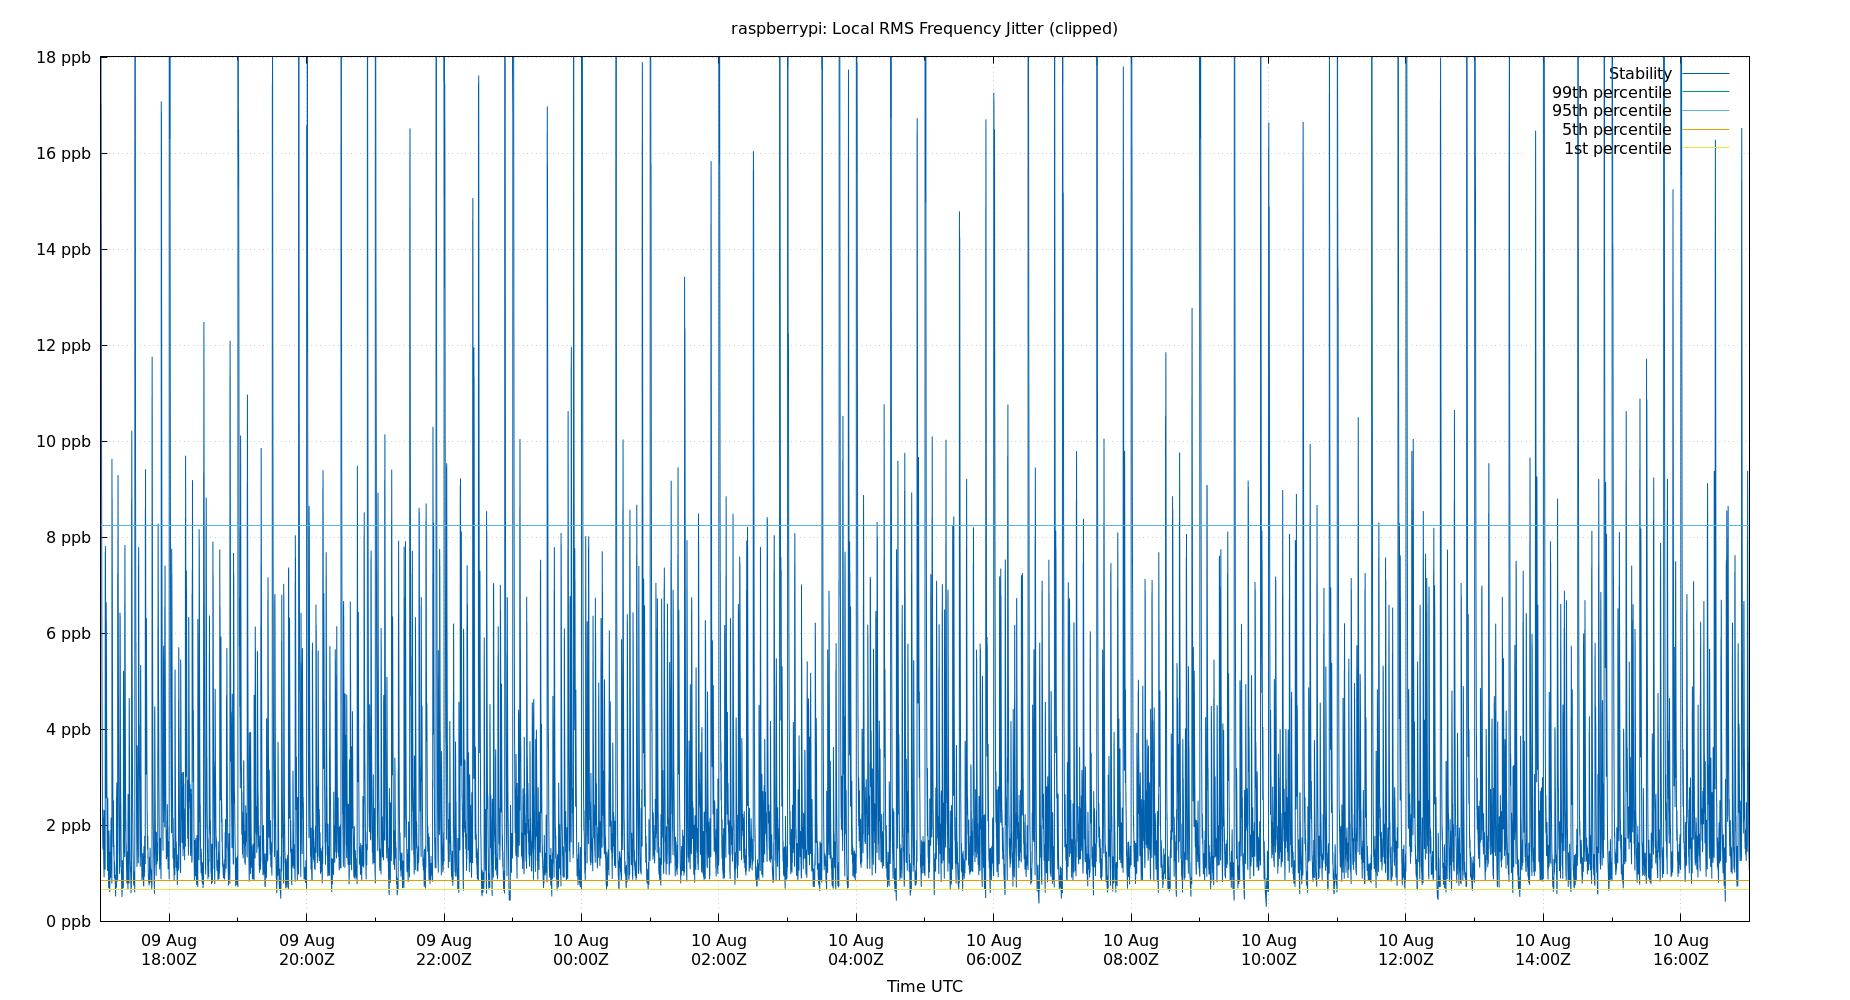 raspberrypi: Local RMS Frequency Jitter (clipped)
18 ppb
16 ppb
14 ppb
12 ppb
10 ppb
8 ppb
6 ppb
4 ppb
2 ppb
0 ppb
Stability
99th percentile
95th percentile
5th percentile
1st percentile
09 Aug
18:00Z
09 Aug
20:00Z
09 Aug
22:00Z
10 Aug
00:00Z
10 Aug
02:00Z
10 Aug
04:00Z
10 Aug
06:00Z
10 Aug
08:00Z
10 Aug
10:00Z
10 Aug
12:00Z
10 Aug
14:00Z
10 Aug
16:00Z
Time UTC